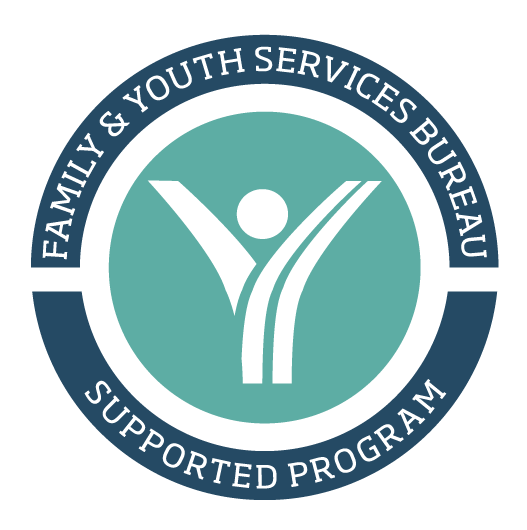 FAMILY & YOUTH SERVICES BUREAU
SUPPORTED PROGRAM